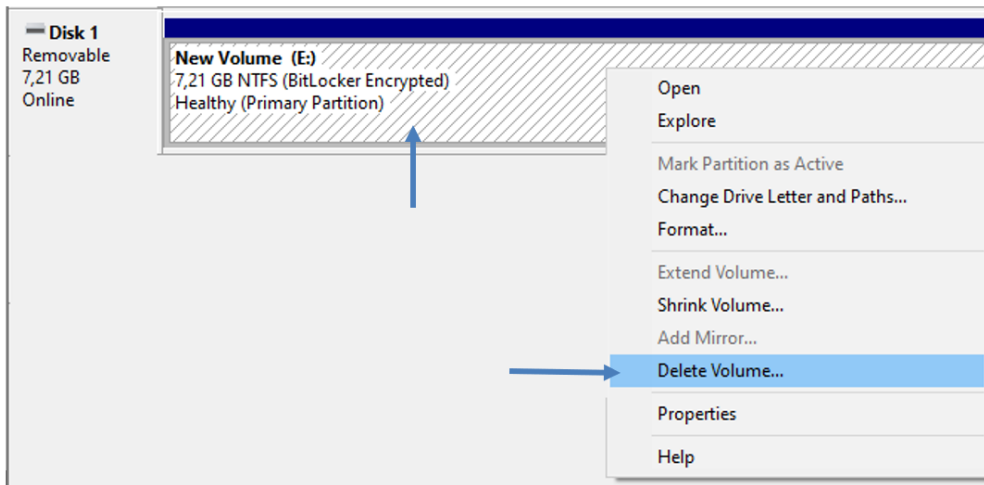 Disk 1
Removable
7,21 GB
Online
New Volume (E:)
7,21 GB NTFS (BitLocker Encrypted)
Healthy (Primary Partition)
Open
Explore
Mark Partition as Active
Change Drive Letter and Paths...
Format...
Extend Volume...
Shrink Volume...
Add Mirror...
Delete Volume...
Properties
Help